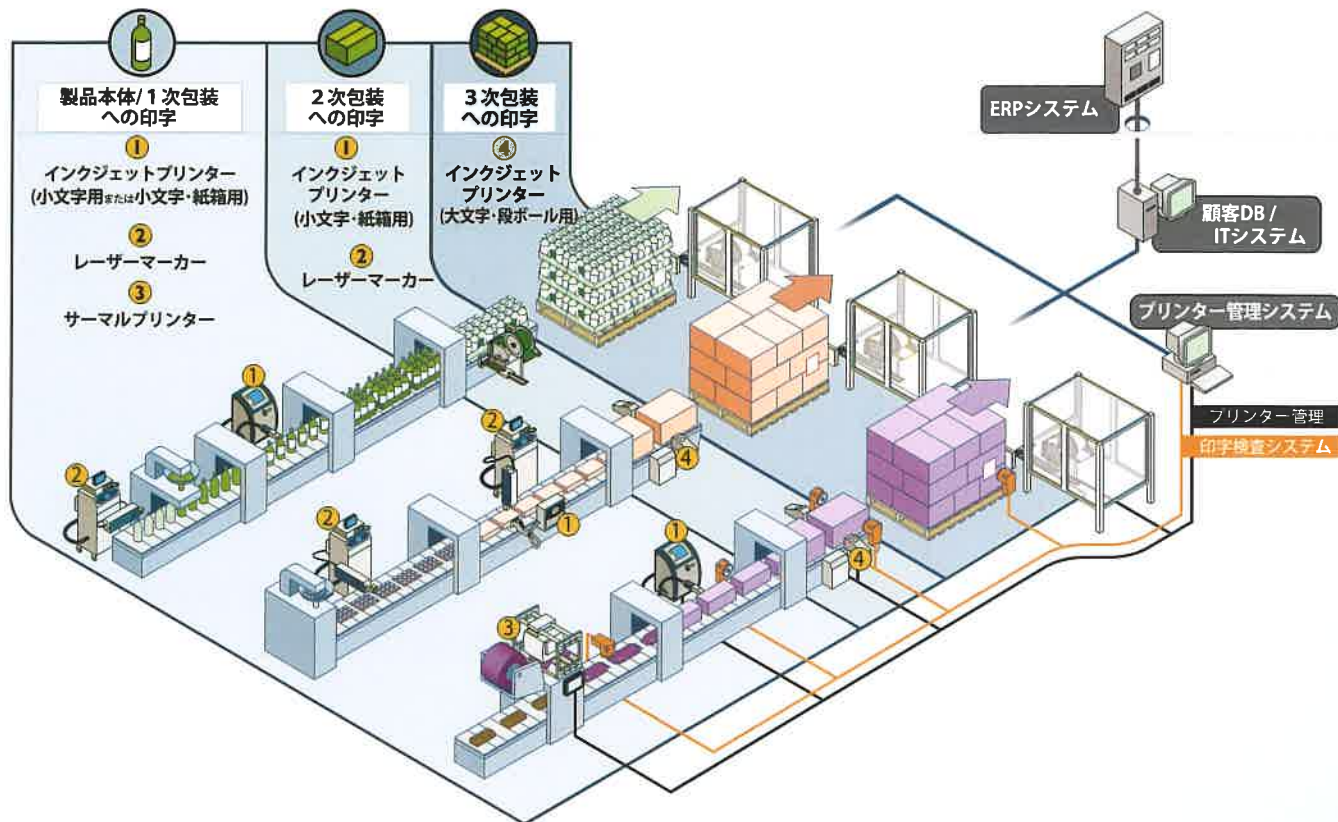 製品本体/１次包装
への印字
①
インクジェットプリンター
(小文字用または小文字・紙箱用)
②
レーザーマーカー
③
サーマルプリンター
２次包装
への印字
①
インクジェット
プリンター
(小文字・紙箱用)
②
レーザーマーカー
３次包装
への印字
④
インクジェット
プリンター
(大文字・段ボール用)
ERPシステム
顧客DB /
ITシステム
プリンター管理システム
プリンター管理
印字検査システム
①
②
②
④
①
②
①
④
③